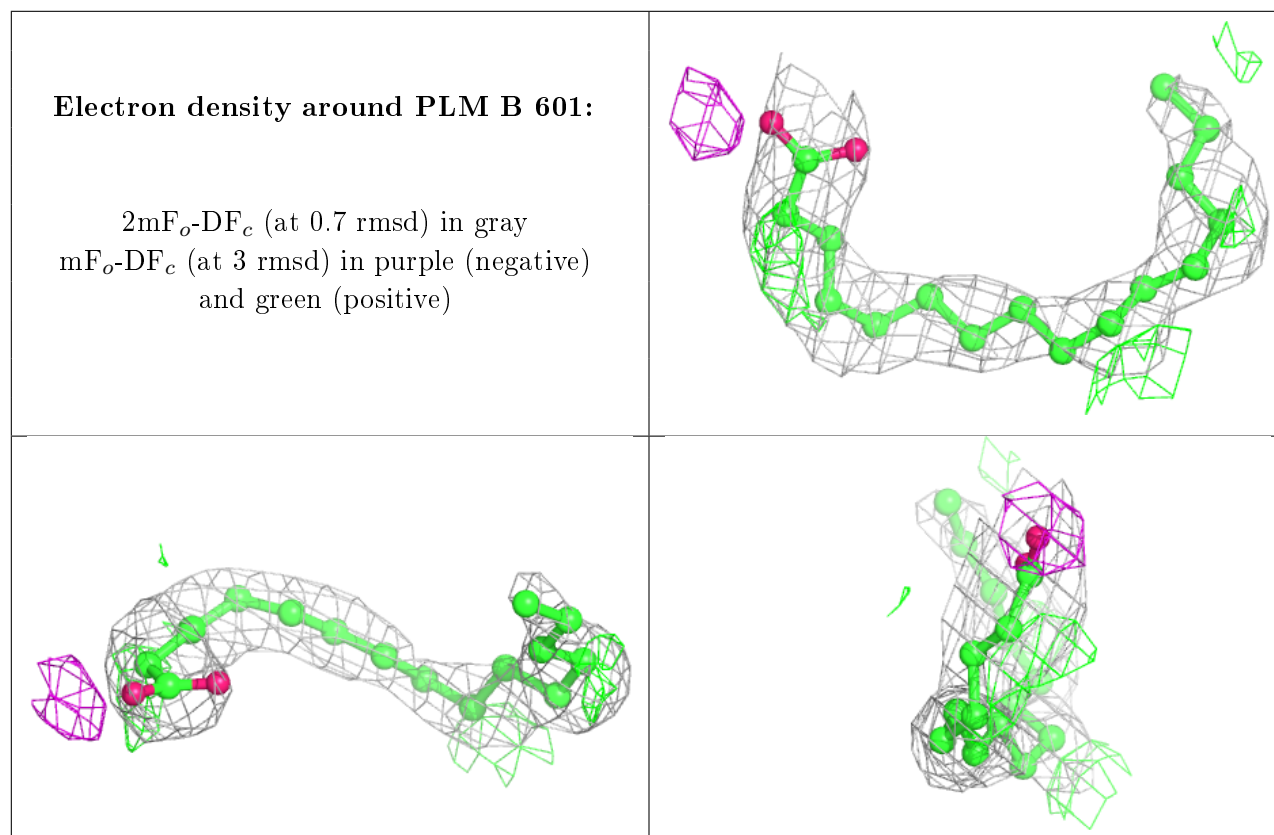 Electron density around PLM B 601:
2mFo-DFc (at 0.7 rmsd) in gray
mFo-DFc (at 3 rmsd) in purple (negative)
and green (positive)